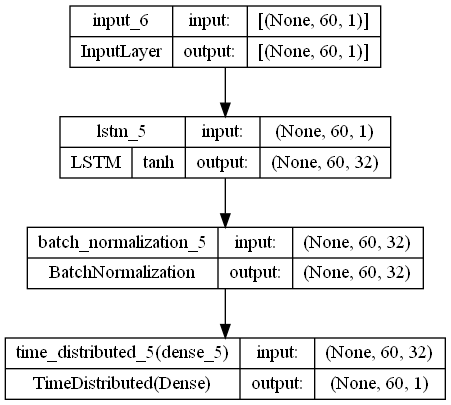 input_6 input: [(None, 60, 1)]
InputLayer output: [(None, 60, 1)]
lstm_5 input: (None, 60, 1)
LSTM tanh output: (None, 60, 32)
batch_normalization_5 input: (None, 60, 32)
BatchNormalization output: (None, 60, 32)
time_distributed_5(dense_5) input: (None, 60, 32)
TimeDistributed(Dense) output: (None, 60, 1)